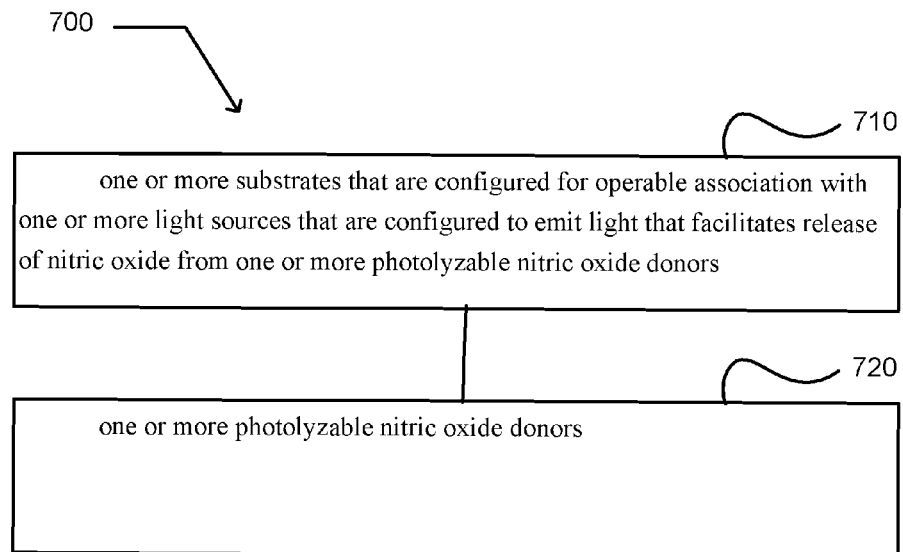 700
710
one or more substrates that are configured for operable association with
one or more light sources that are configured to emit light that facilitates release
of nitric oxide from one or more photolyzable nitric oxide donors
720
one or more photolyzable nitric oxide donors